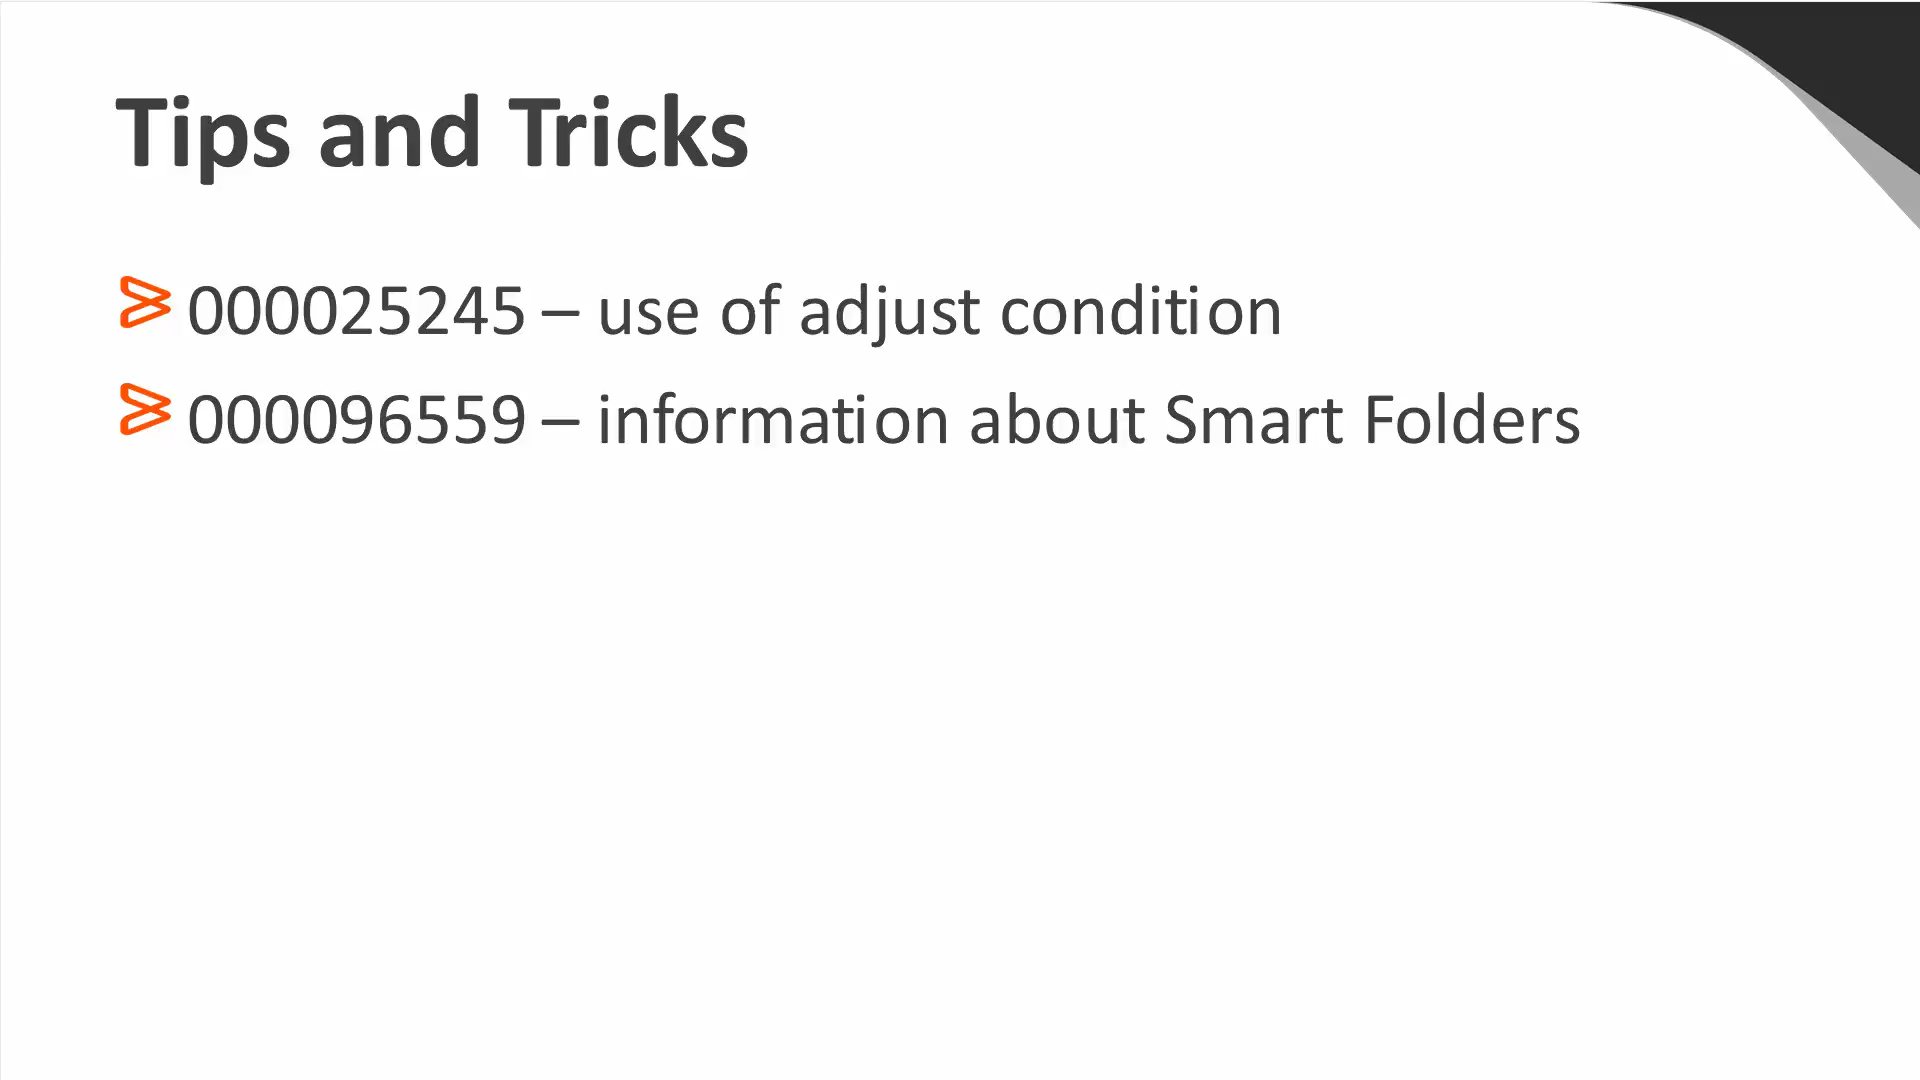 Tips and Tricks
000025245 – use of adjust condition
000096559 – information about Smart Folders